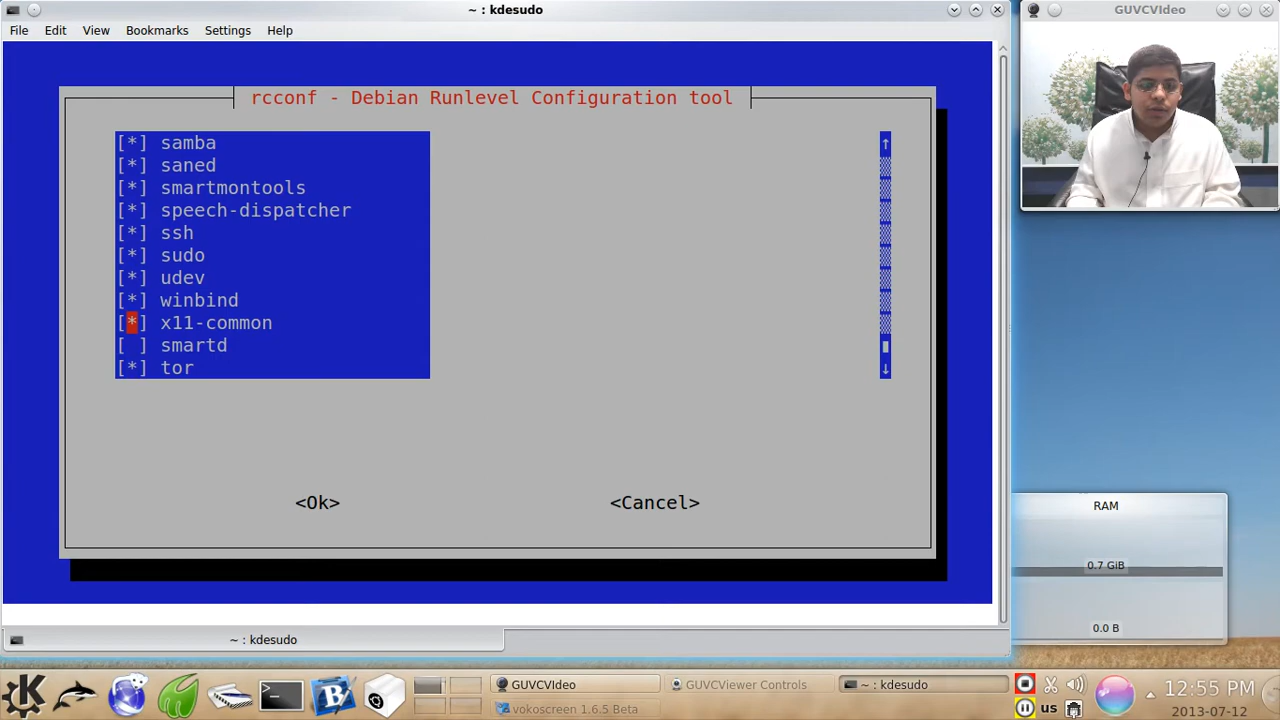 ~ : kdesudo
GUVCVIdeo
File Edit View Bookmarks Settings Help
rcconf - Debian Runlevel Configuration tool
[*] samba
[*] saned
[*] smartmontools
[*] speech-dispatcher
[*] ssh
[*] sudo
[*] udev
[*] winbind
[*] x11-common
[ ] smartd
[*] tor
<Ok> <Cancel>
RAM
0.7 GiB
0.0 B
~ : kdesudo
GUVCVIdeo
GUVCViewer Controls
~ : kdesudo
vokoscreen 1.6.5 Beta
us
12:55 PM
2013-07-12